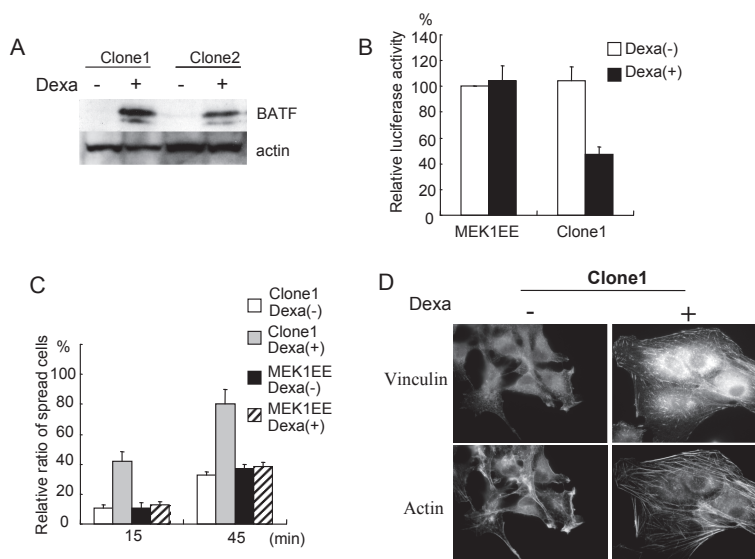 A
Clone1 Clone2
Dexa - + - +
BATF
actin
B
%
140
120
100
80
60
40
20
0
Relative luciferase activity
Dexa(-)
Dexa(+)
MEK1EE Clone1
C
Clone1
Dexa(-)
Clone1
Dexa(+)
MEK1EE
Dexa(-)
MEK1EE
Dexa(+)
%
100
80
60
40
20
0
Relative ratio of spread cells
15 45 (min)
D
Clone1
Dexa - +
Vinculin
Actin